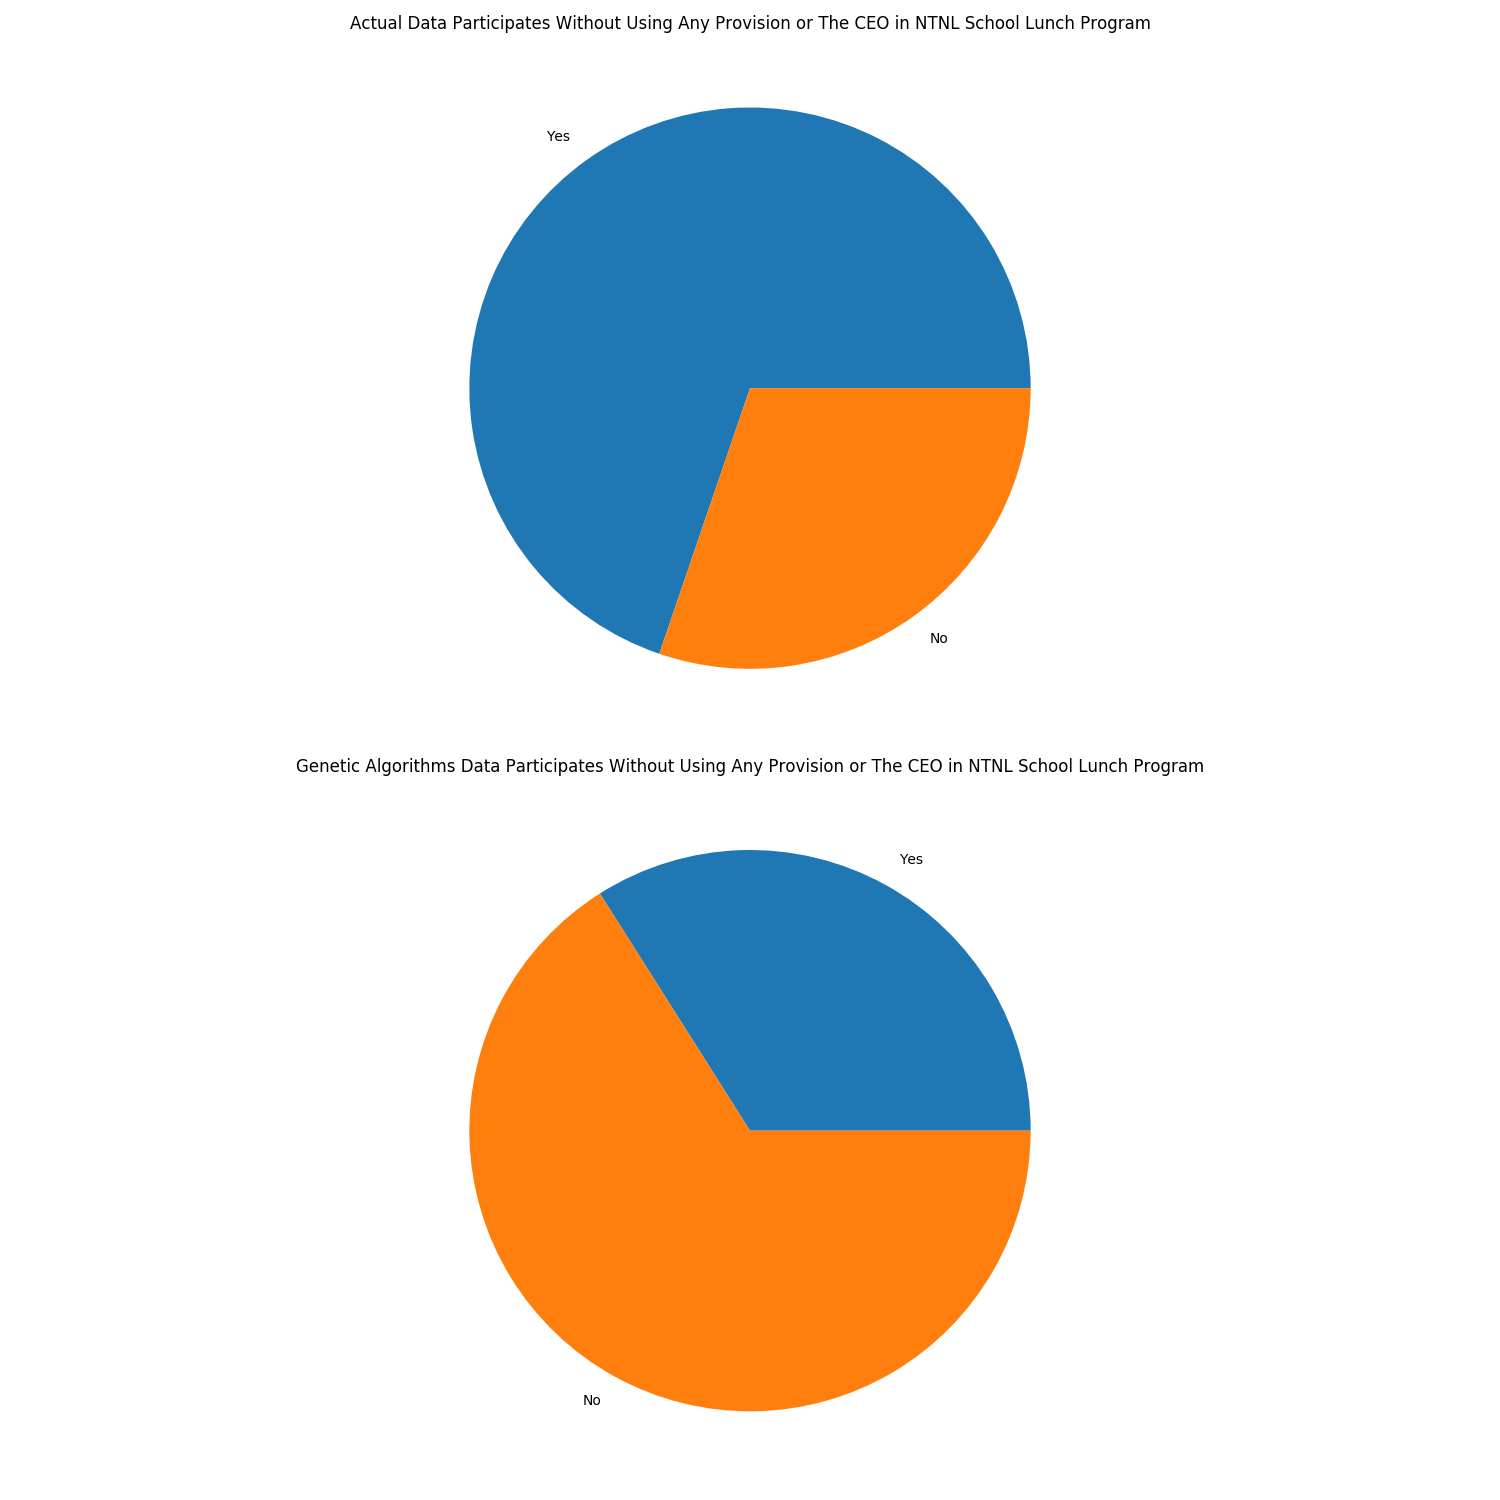 Actual Data Participates Without Using Any Provision or The CEO in NTNL School Lunch Program
Yes
No
Genetic Algorithms Data Participates Without Using Any Provision or The CEO in NTNL School Lunch Program
Yes
No